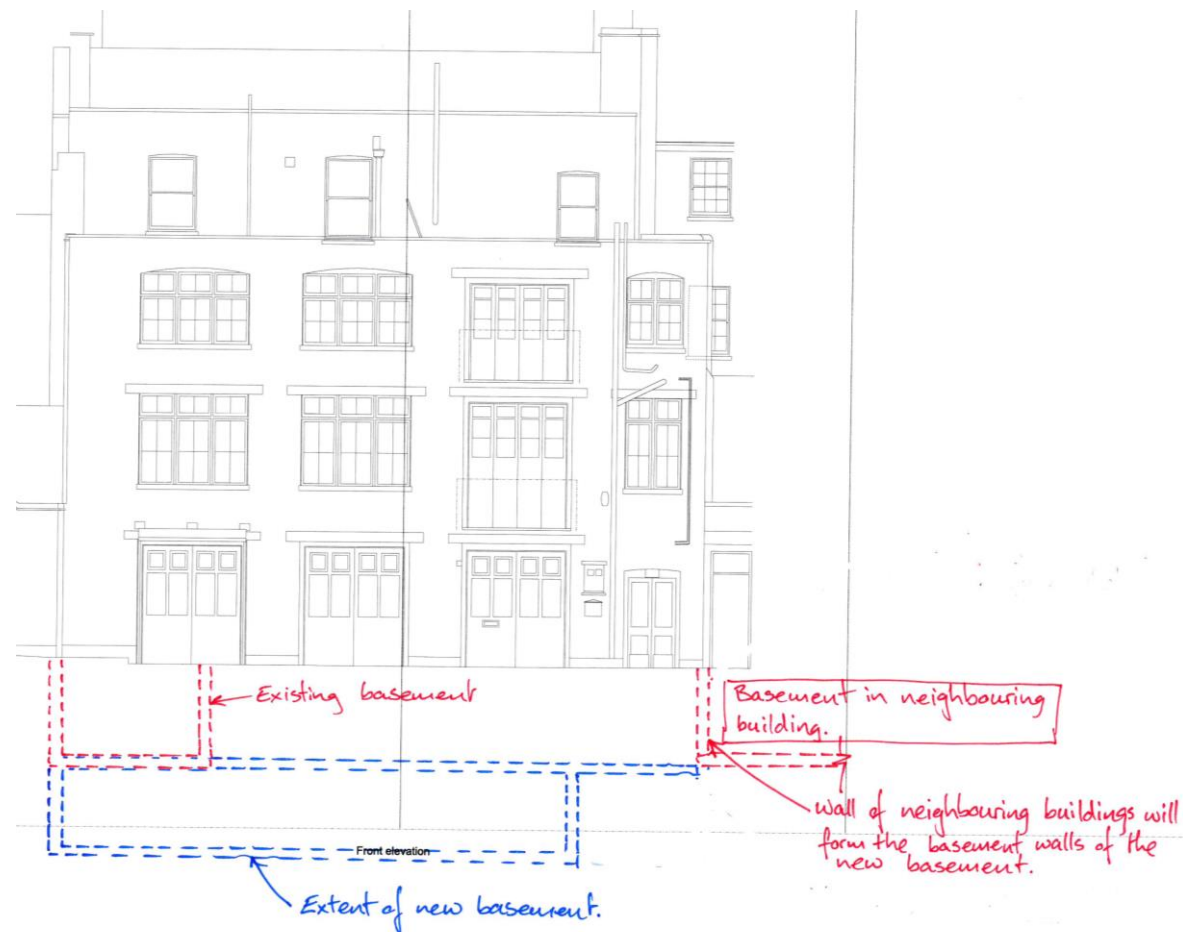 Existing basement
Basement in neighbouring
building.
wall of neighbouring buildings will
form the basement walls of the
new basement.
Front elevation
Extent of new basement.